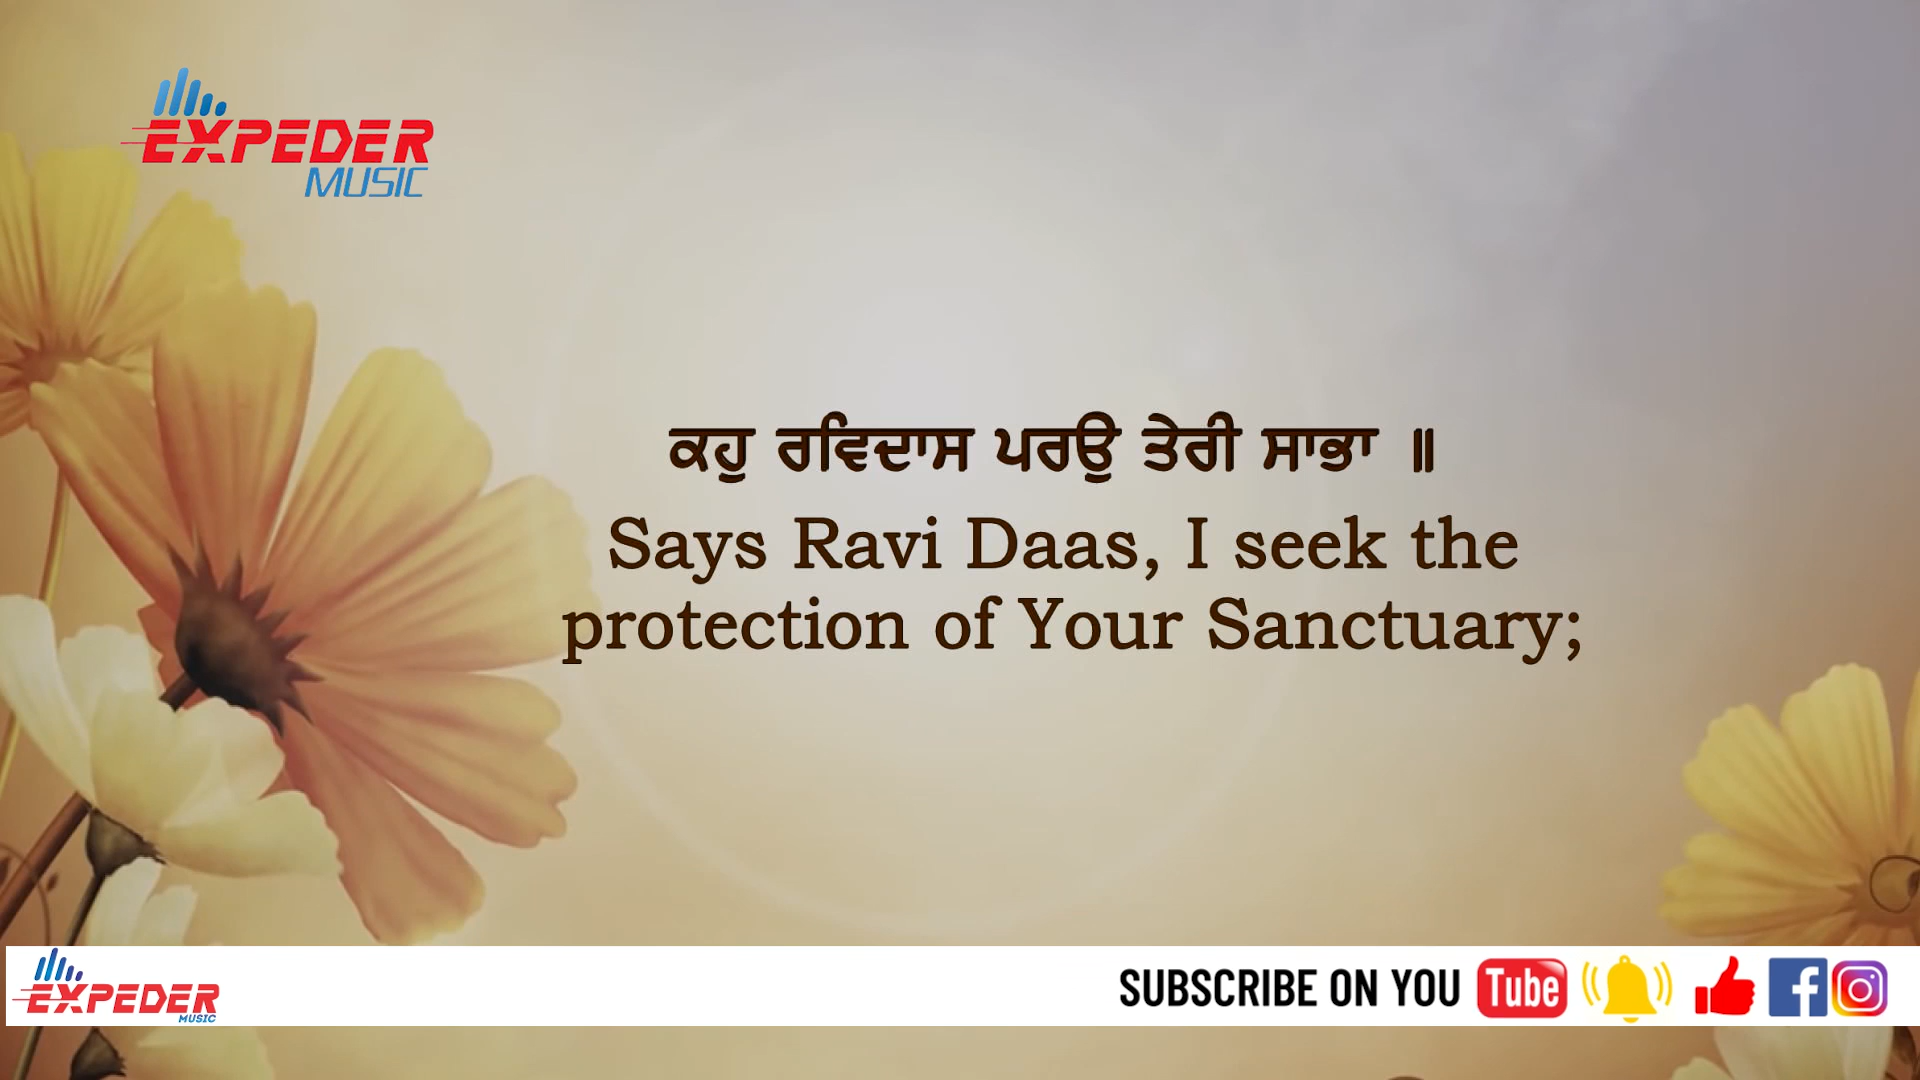 EXPEDER
MUSIC
ਕਹੁ ਰਵਿਦਾਸ ਪਰਉ ਤੇਰੀ ਸਾਭਾ ॥
Says Ravi Daas, I seek the
protection of Your Sanctuary;
EXPEDER
MUSIC
SUBSCRIBE ON YOU Tube